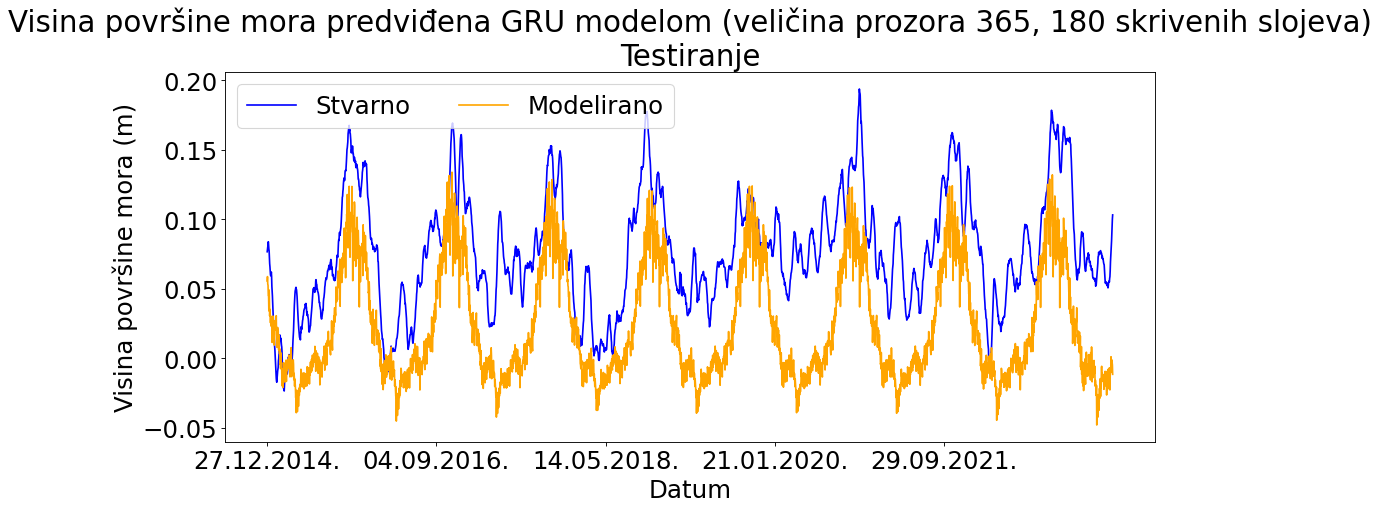 Visina površine mora predviđena GRU modelom (veličina prozora 365, 180 skrivenih slojeva)
Testiranje
Stvarno Modelirano
Visina površine mora (m)
0.20
0.15
0.10
0.05
0.00
−0.05
27.12.2014. 04.09.2016. 14.05.2018. 21.01.2020. 29.09.2021.
Datum